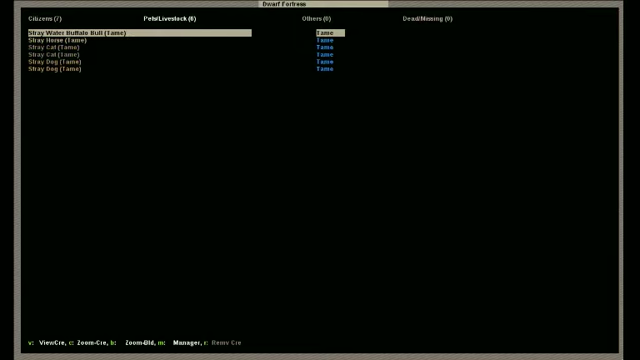 Dwarf Fortress
Citizens (7) Pets/Livestock (6) Others (0) Dead/Missing (0)
Stray Water Buffalo Bull (Tame) Tame
Stray Horse (Tame) Tame
Stray Cat (Tame) Tame
Stray Cat (Tame) Tame
Stray Dog (Tame) Tame
Stray Dog (Tame) Tame
v: ViewCre, c: Zoom-Cre, b: Zoom-Bld, m: Manager, r: Remv Cre